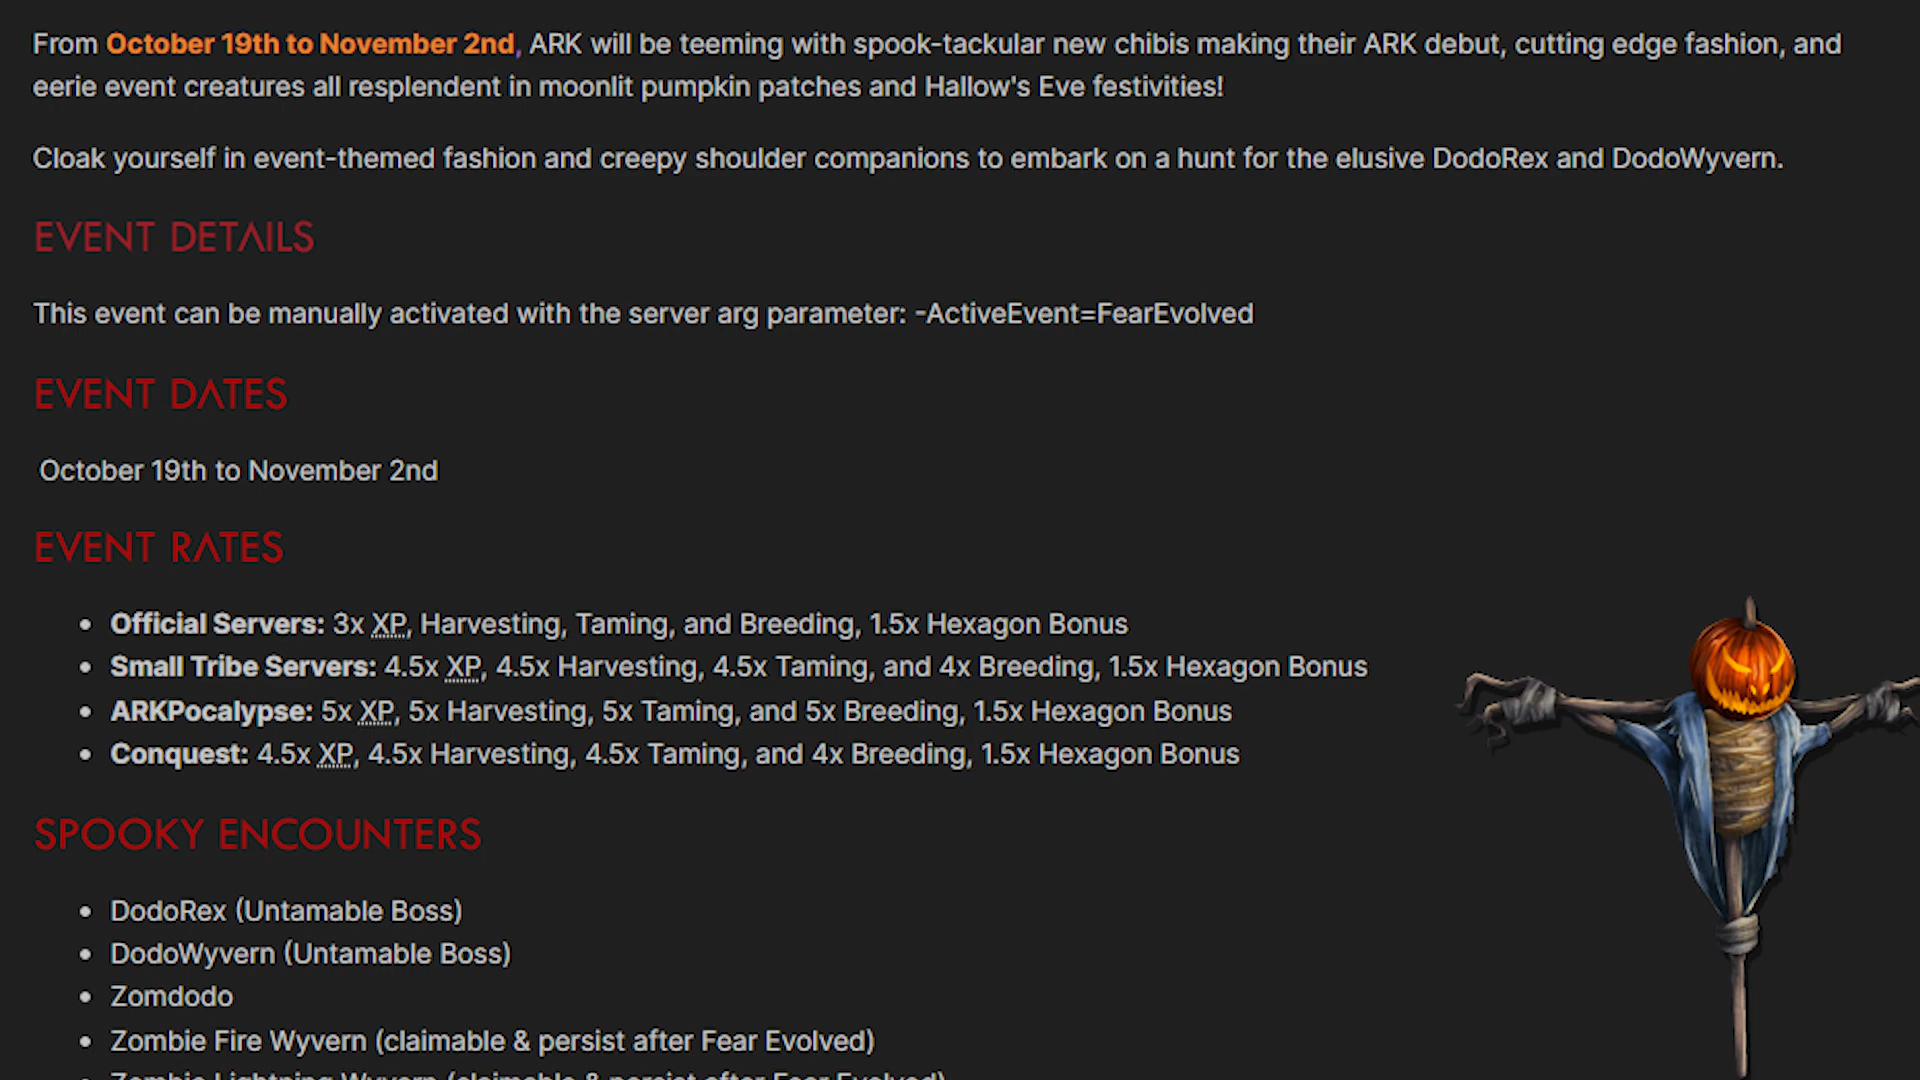 From October 19th to November 2nd, ARK will be teeming with spook-tackular new chibis making their ARK debut, cutting edge fashion, and
eerie event creatures all resplendent in moonlit pumpkin patches and Hallow's Eve festivities!
Cloak yourself in event-themed fashion and creepy shoulder companions to embark on a hunt for the elusive DodoRex and DodoWyvern.
EVENT DETAILS
This event can be manually activated with the server arg parameter: -ActiveEvent=FearEvolved
EVENT DATES
October 19th to November 2nd
EVENT RATES
• Official Servers: 3x XP, Harvesting, Taming, and Breeding, 1.5x Hexagon Bonus
• Small Tribe Servers: 4.5x XP, 4.5x Harvesting, 4.5x Taming, and 4x Breeding, 1.5x Hexagon Bonus
• ARKPocalypse: 5x XP, 5x Harvesting, 5x Taming, and 5x Breeding, 1.5x Hexagon Bonus
• Conquest: 4.5x XP, 4.5x Harvesting, 4.5x Taming, and 4x Breeding, 1.5x Hexagon Bonus
SPOOKY ENCOUNTERS
• DodoRex (Untamable Boss)
• DodoWyvern (Untamable Boss)
• Zomdodo
• Zombie Fire Wyvern (claimable & persist after Fear Evolved)
• Zombie Lightning Wyvern (claimable & persist after Fear Evolved)